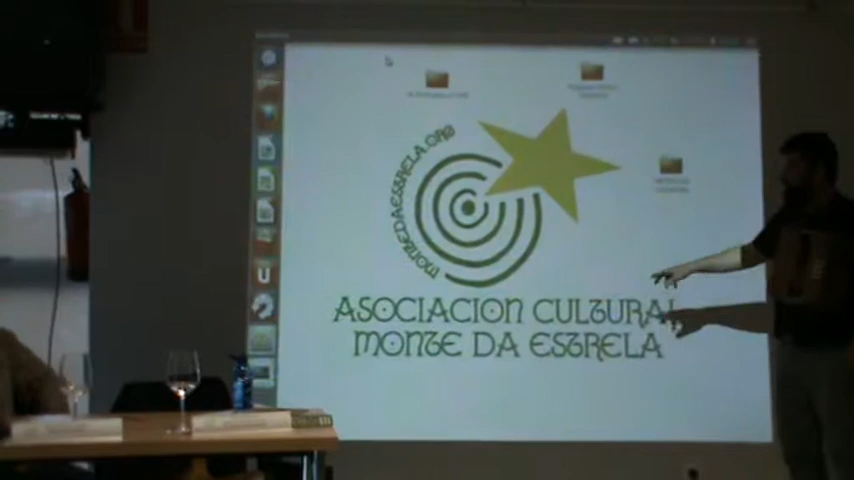 MONTEDAESTRELA.ORG
ASOCIACION CULTURAL
MONTE DA ESTRELA